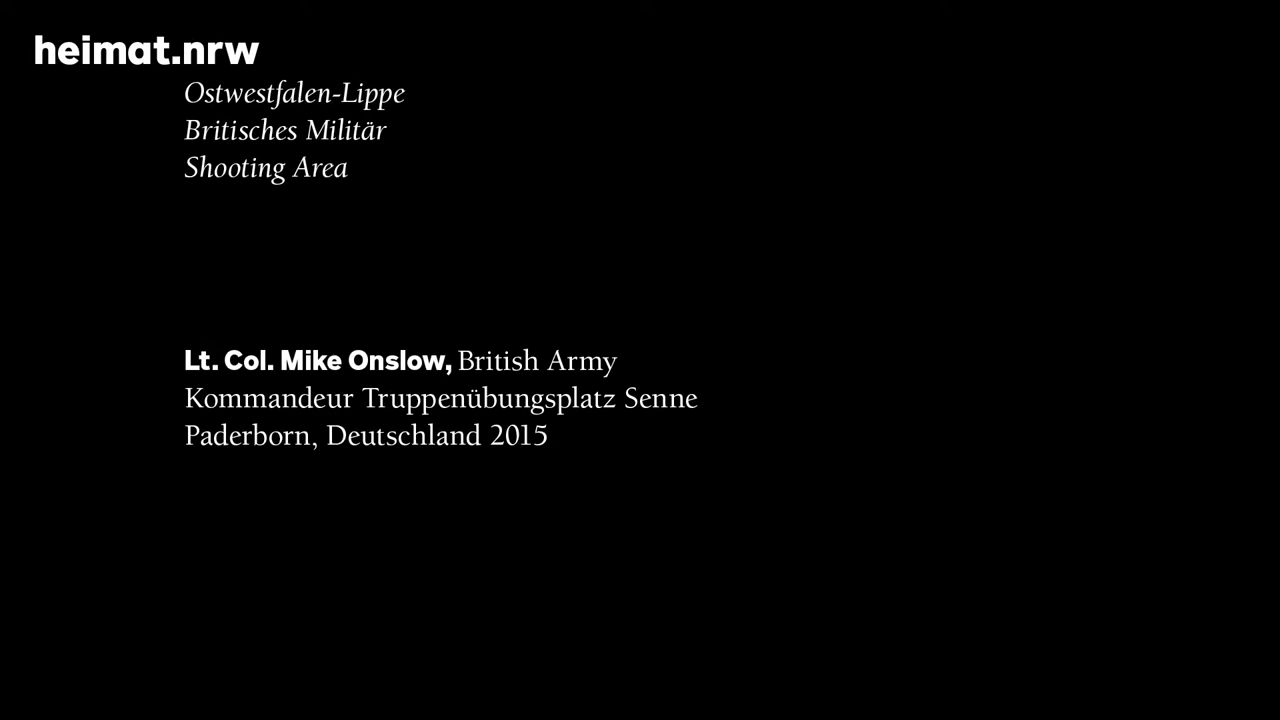 heimat.nrw
Ostwestfalen-Lippe
Britisches Militär
Shooting Area
Lt. Col. Mike Onslow, British Army
Kommandeur Truppenübungsplatz Senne
Paderborn, Deutschland 2015